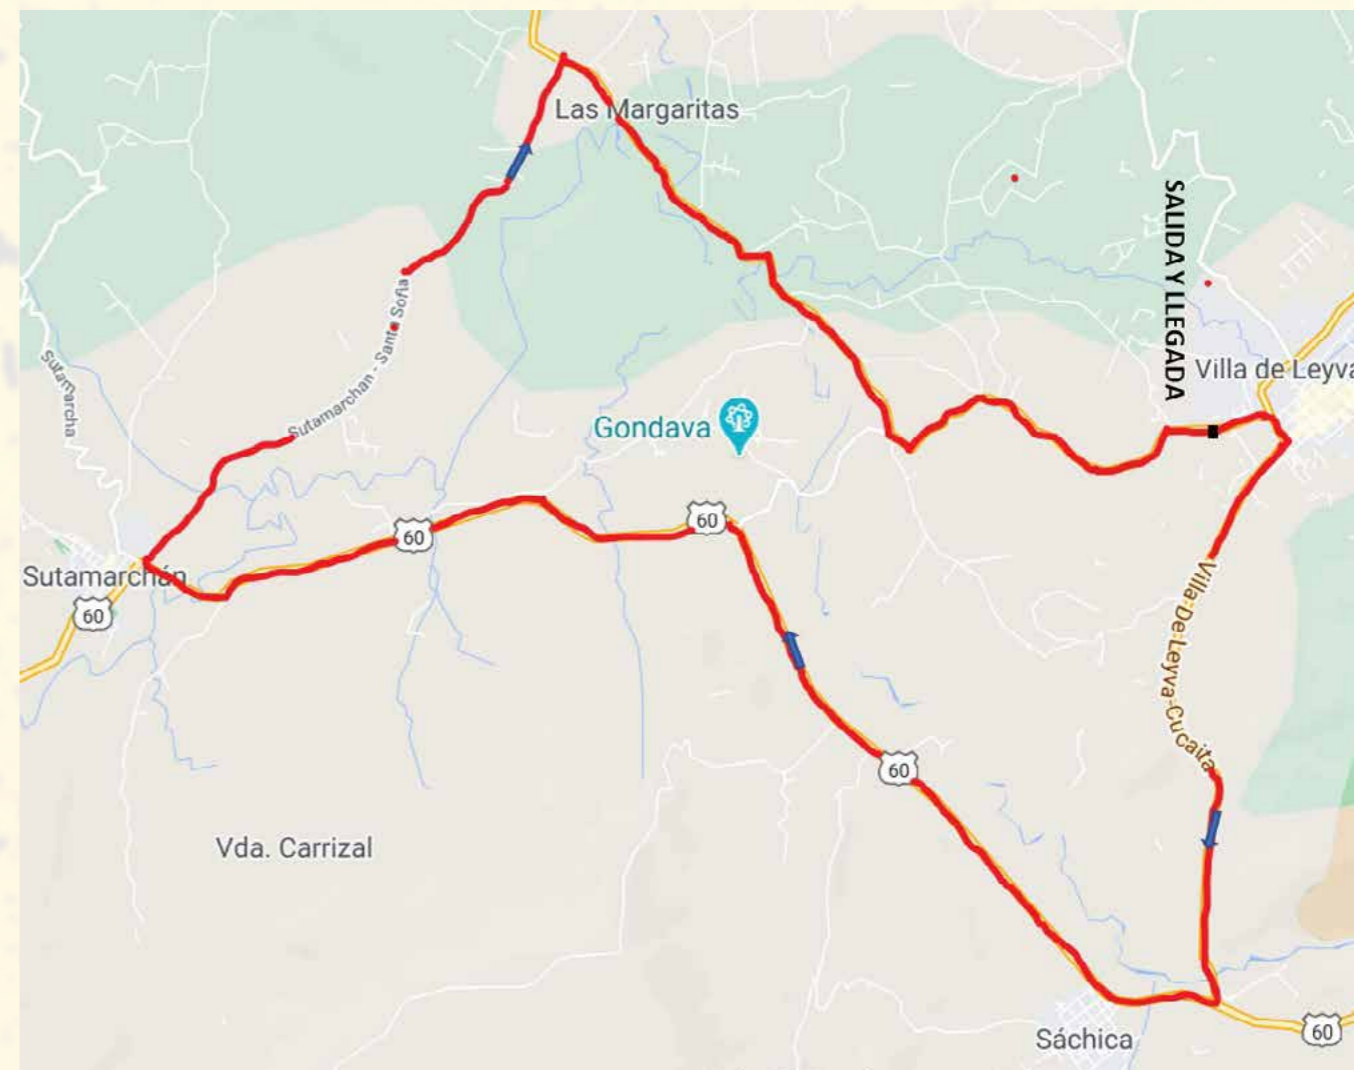 Las Margaritas
SALIDA Y LLEGADA
Villa de Leyva
Sutamarchan - Santa Sofia
Sutamarcha
Gondava
60
60
Sutamarchán
60
Villa-De-Leyva-Cucaita
60
Vda. Carrizal
Sáchica
60